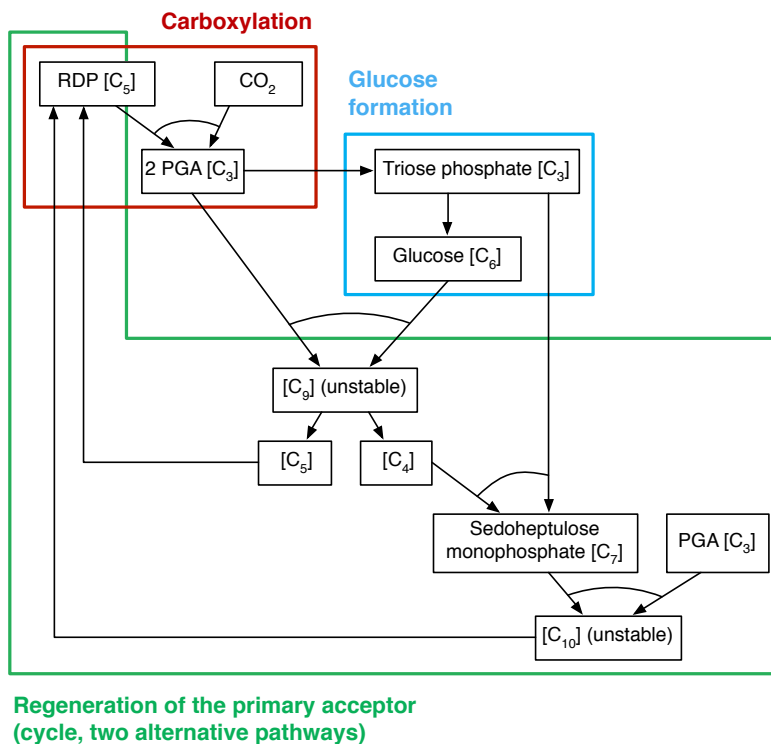 Carboxylation
RDP [C₅]
CO₂
Glucose
formation
2 PGA [C₃]
Triose phosphate [C₃]
Glucose [C₆]
[C₉] (unstable)
[C₅]
[C₄]
Sedoheptulose
monophosphate [C₇]
PGA [C₃]
[C₁₀] (unstable)
Regeneration of the primary acceptor
(cycle, two alternative pathways)